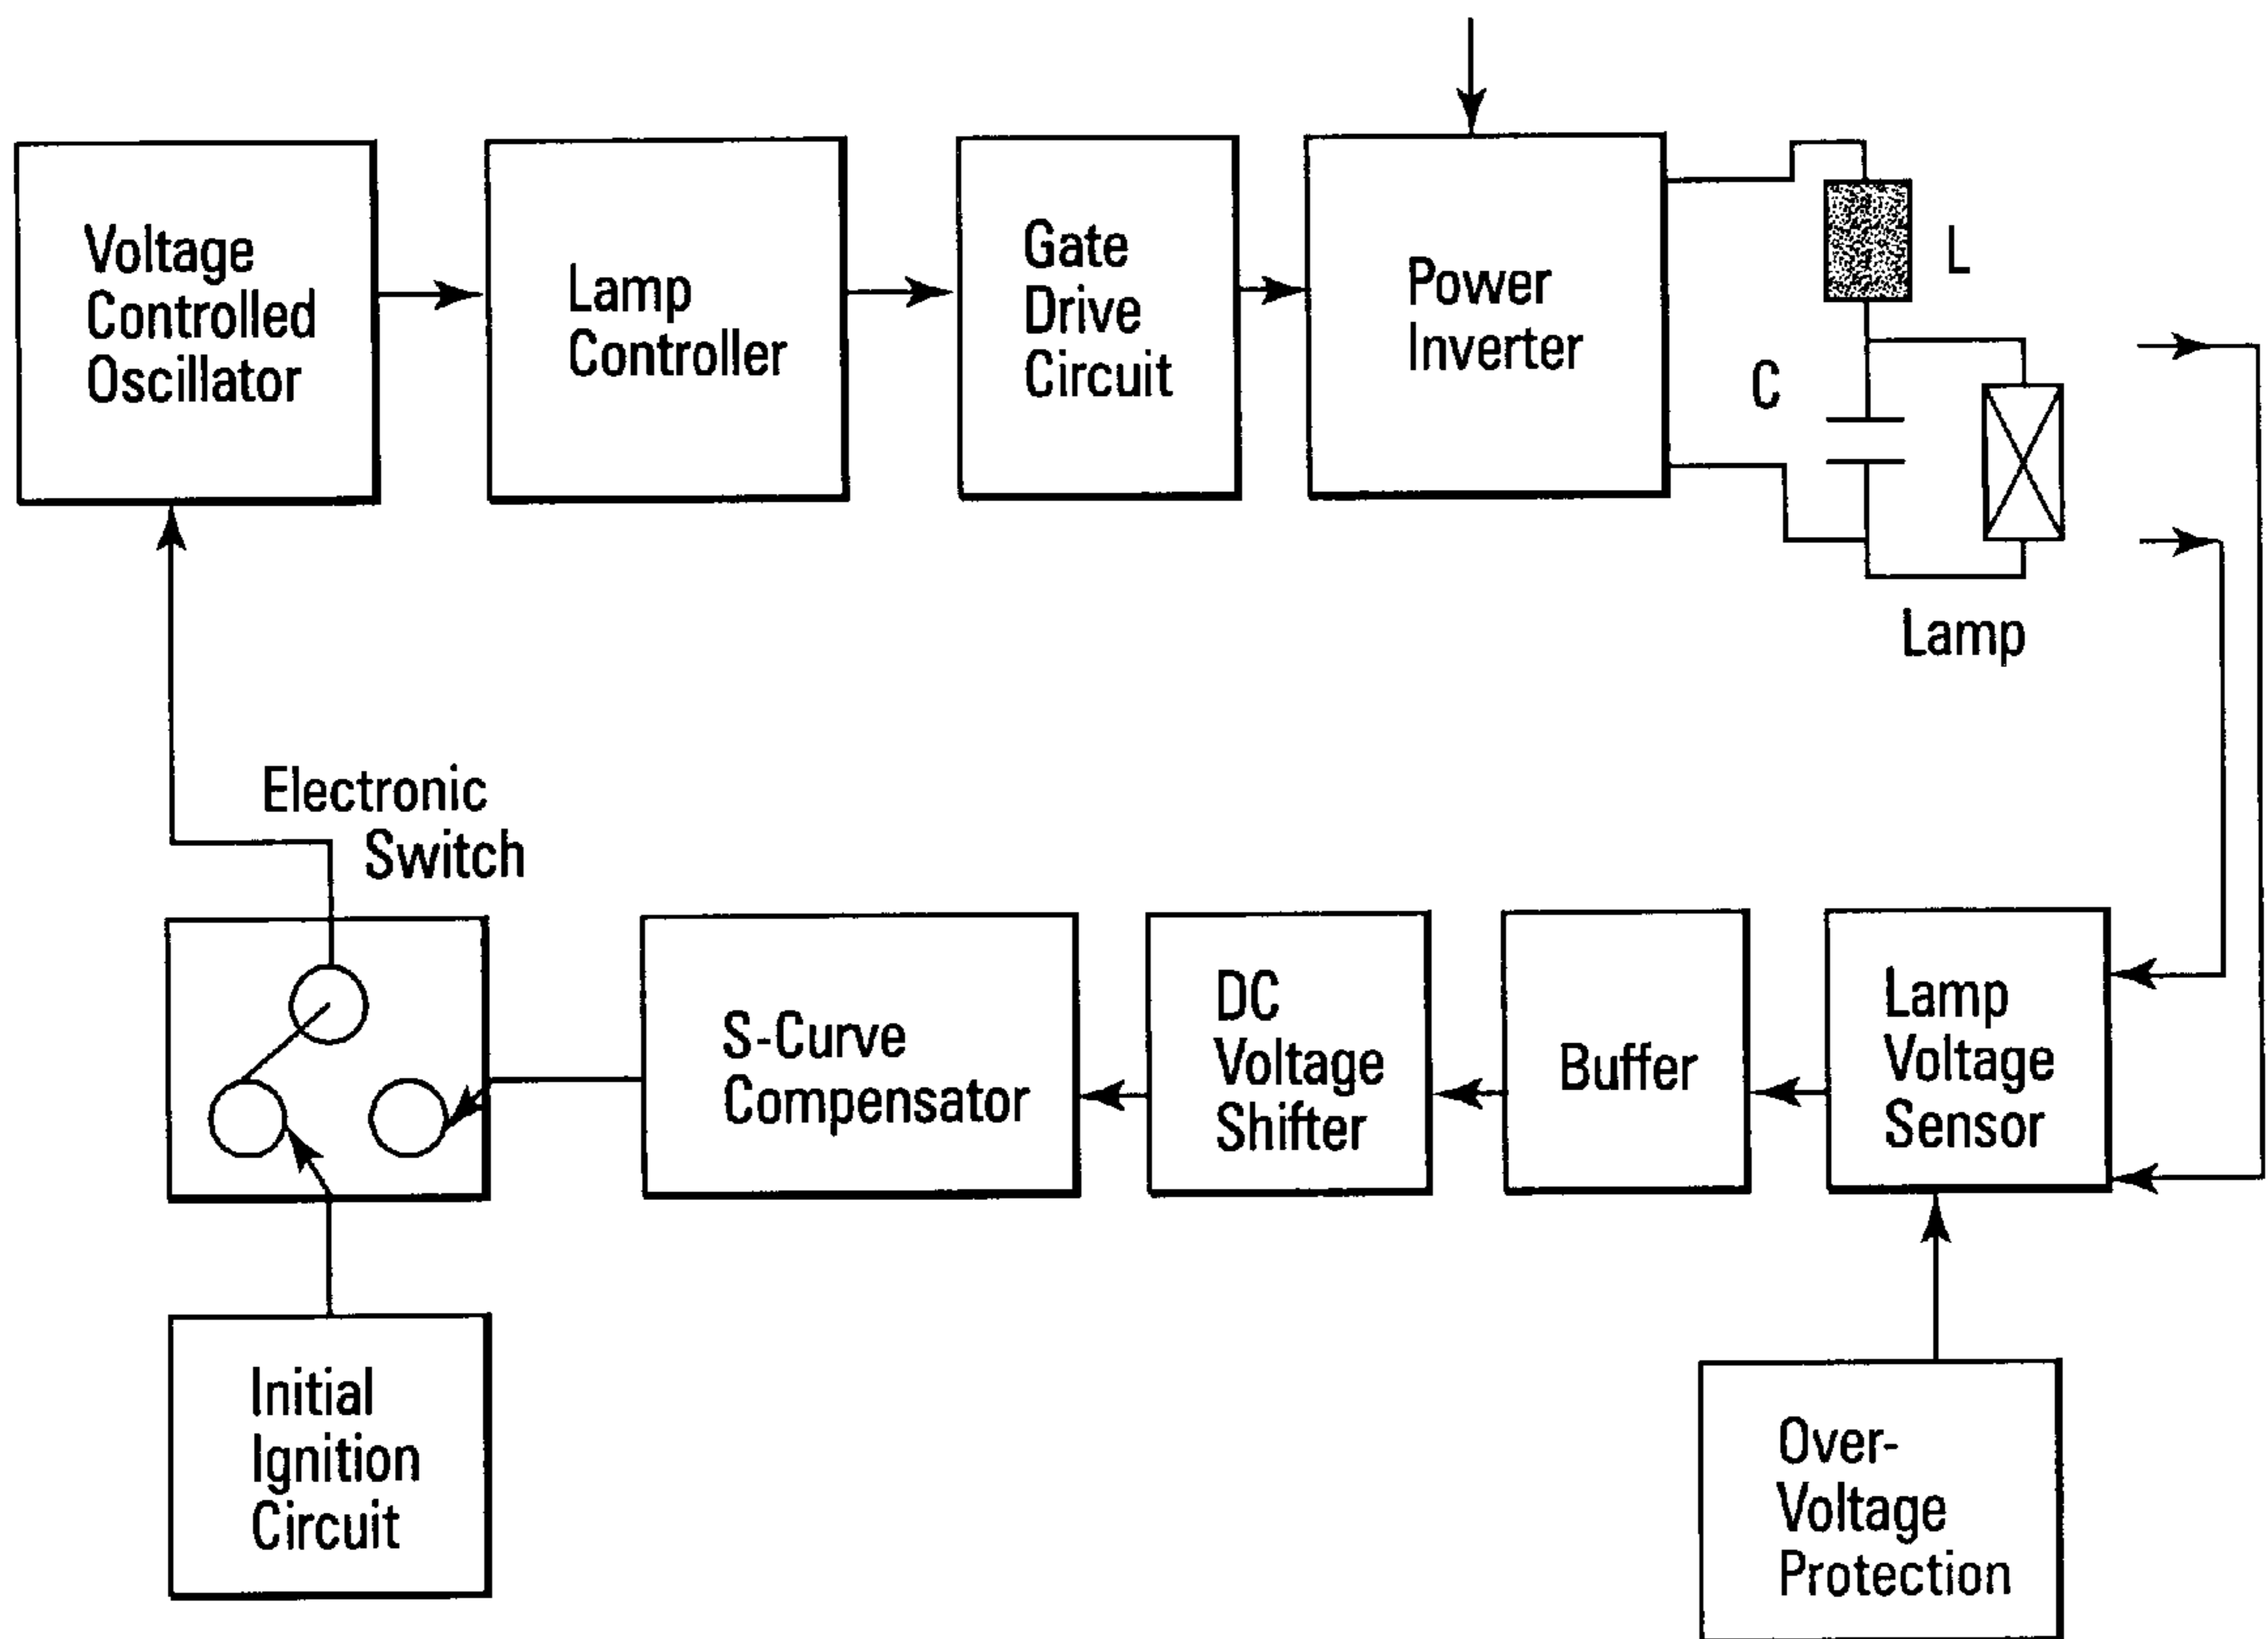 Voltage
Controlled
Oscillator
Lamp
Controller
Gate
Drive
Circuit
Power
Inverter
L
C
Lamp
Electronic
Switch
S-Curve
Compensator
DC
Voltage
Shifter
Buffer
Lamp
Voltage
Sensor
Initial
Ignition
Circuit
Over-
Voltage
Protection